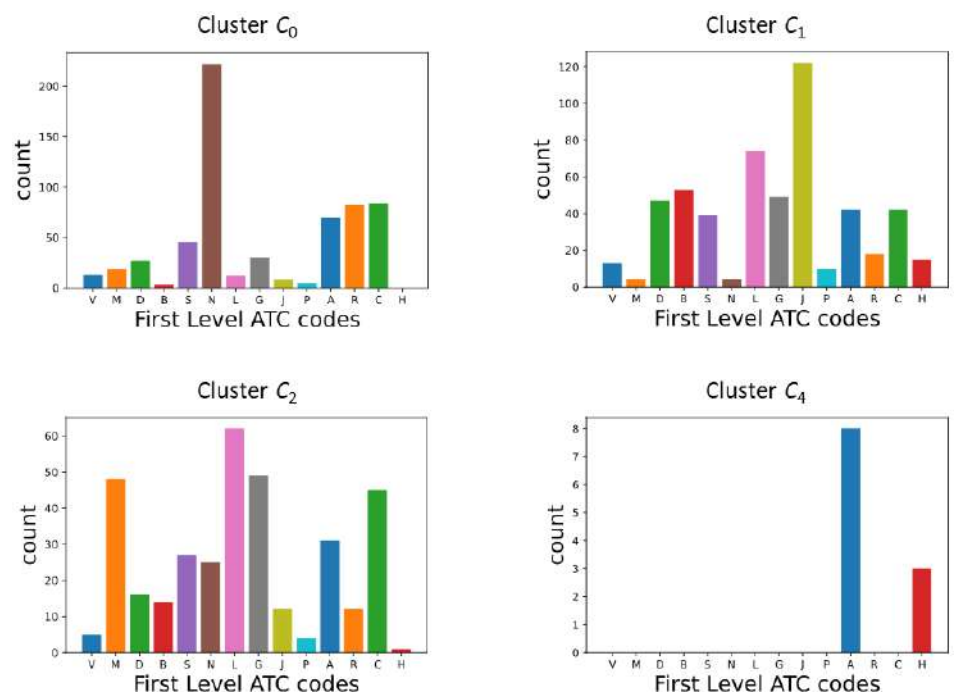 Cluster C0
200
150
100
50
0
count
V M D B S N L G J P A R C H
First Level ATC codes
Cluster C1
120
100
80
60
40
20
0
count
V M D B S N L G J P A R C H
First Level ATC codes
Cluster C2
60
50
40
30
20
10
0
count
V M D B S N L G J P A R C H
First Level ATC codes
Cluster C4
8
7
6
5
4
3
2
1
0
count
V M D B S N L G J P A R C H
First Level ATC codes